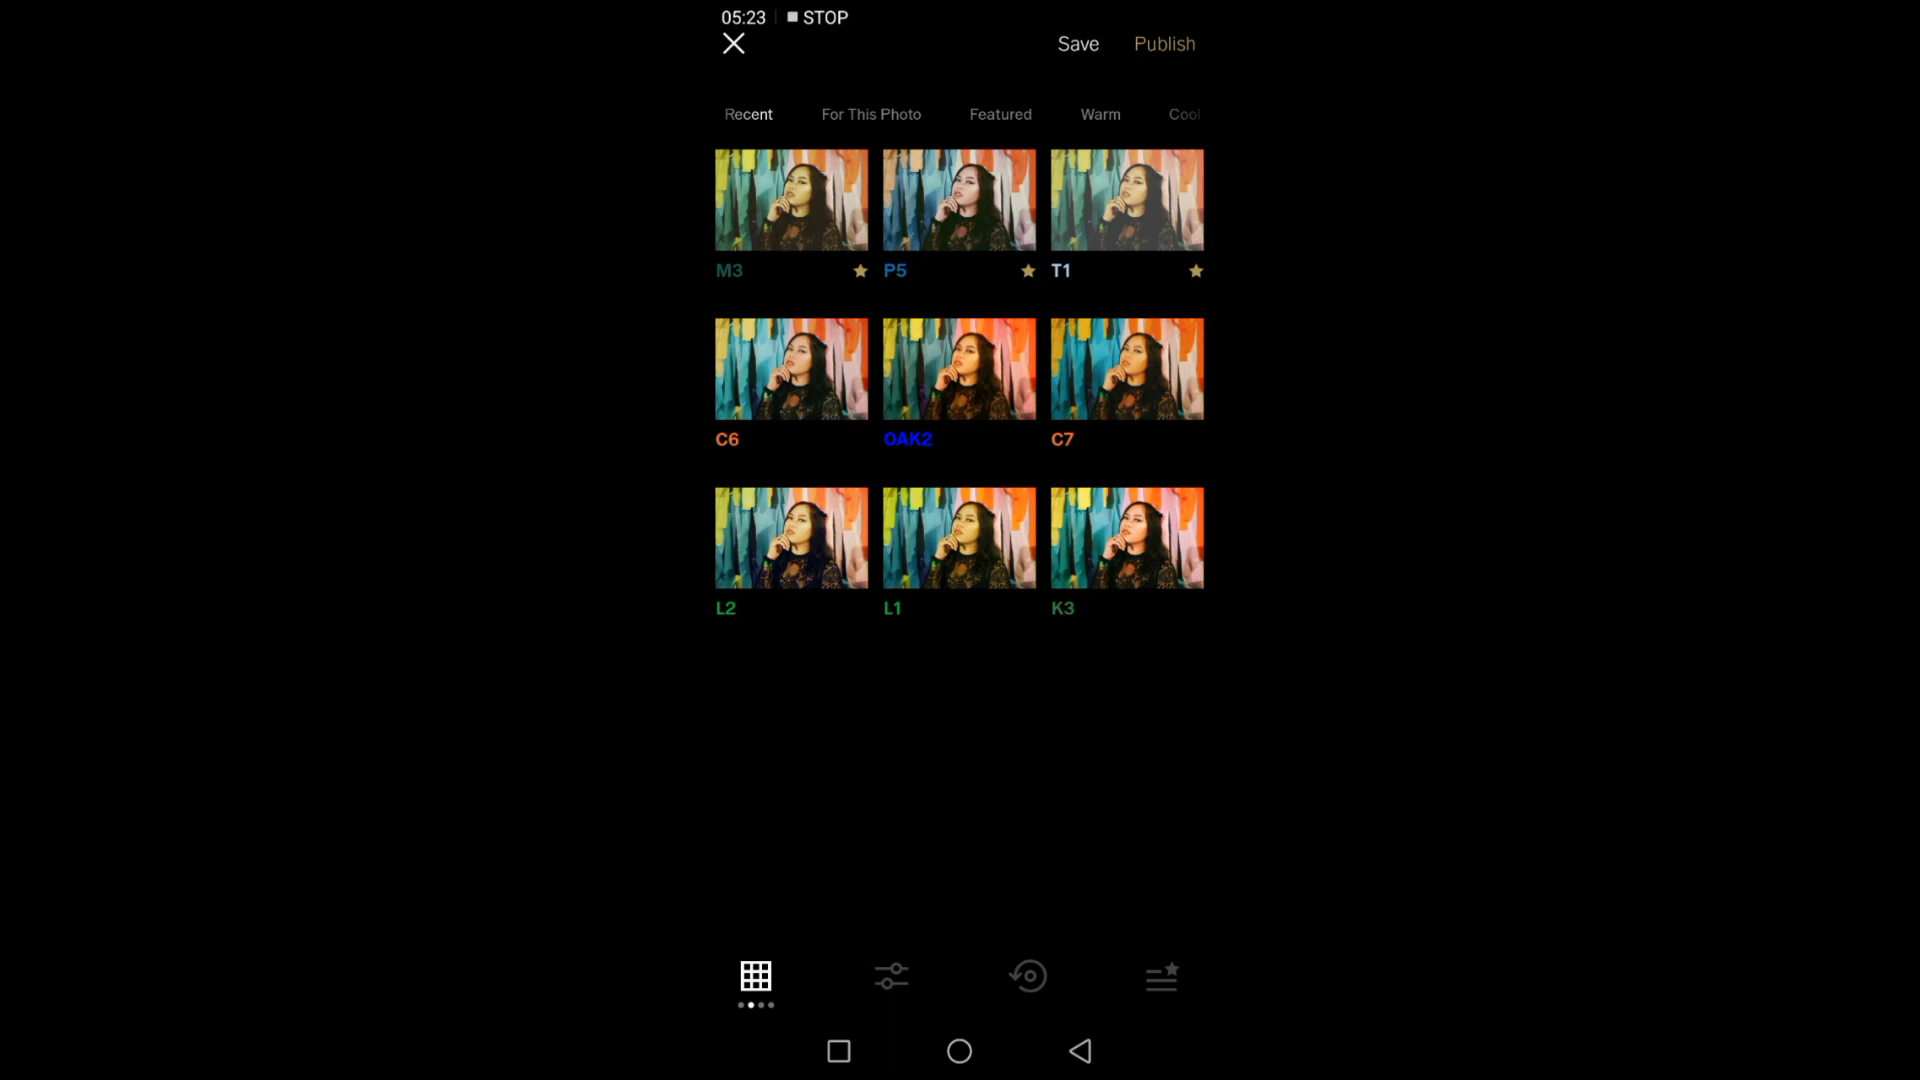 05:23 STOP
Save Publish
Recent For This Photo Featured Warm Cool
M3 P5 T1
C6 OAK2 C7
L2 L1 K3